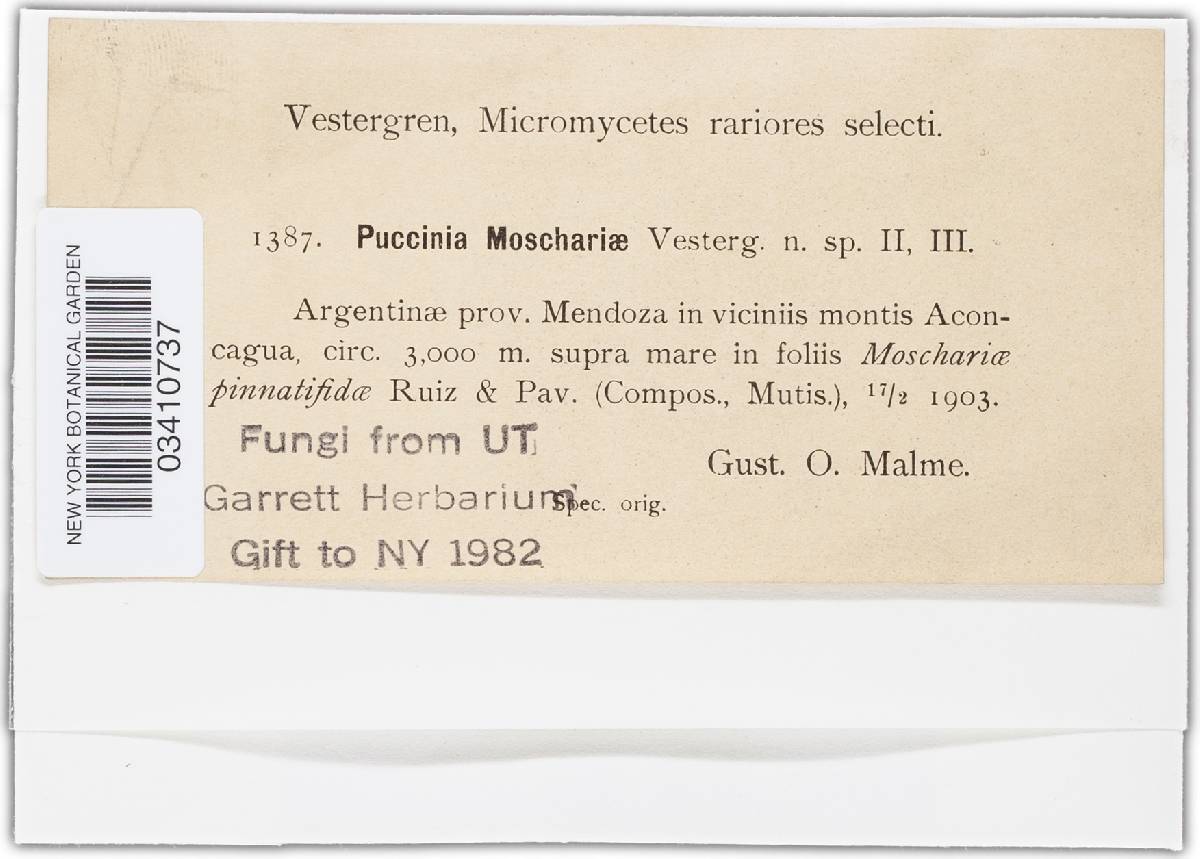 Vestergren, Micromycetes rariores selecti.
1387. Puccinia Moschariæ Vesterg. n. sp. II, III.
Argentinæ prov. Mendoza in viciniis montis Acon-
cagua, circ. 3,000 m. supra mare in foliis Moschariæ
pinnatifidæ Ruiz & Pav. (Compos., Mutis.), 17/2 1903.
Gust. O. Malme.
Spec. orig.
Fungi from UT
Garrett Herbarium
Gift to NY 1982
NEW YORK BOTANICAL GARDEN
03410737